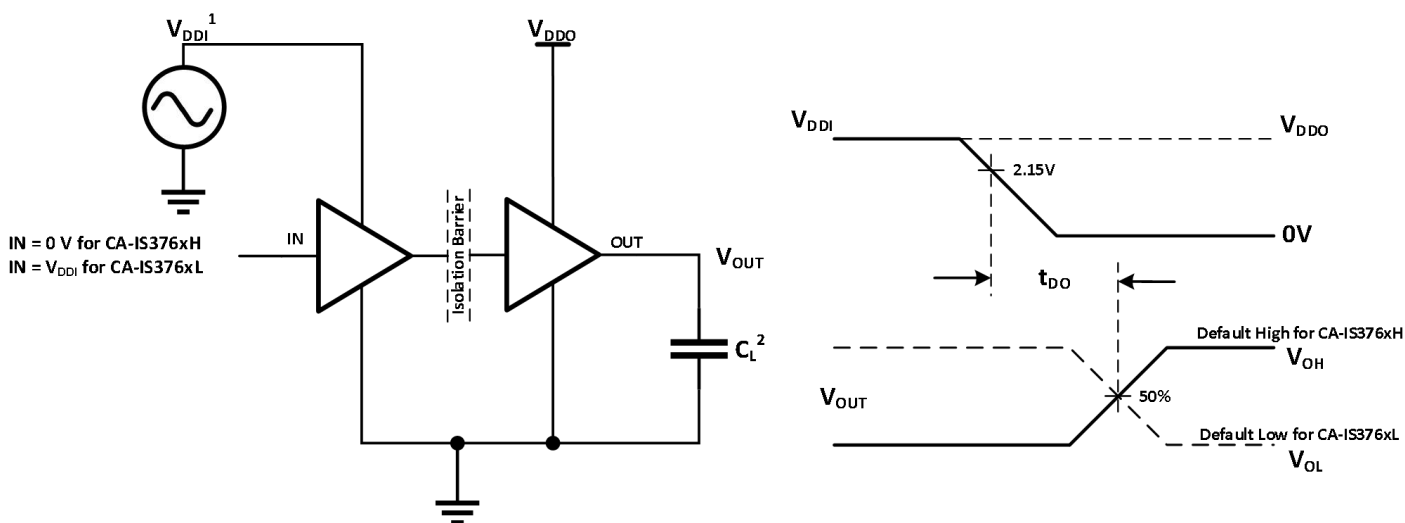 VDDI1
VDDO
IN = 0 V for CA-IS376xH
IN = VDDI for CA-IS376xL
IN
Isolation Barrier
OUT
VOUT
CL2
VDDI
VDDO
2.15V
0V
tDO
Default High for CA-IS376xH
VOH
VOUT
50%
Default Low for CA-IS376xL
VOL